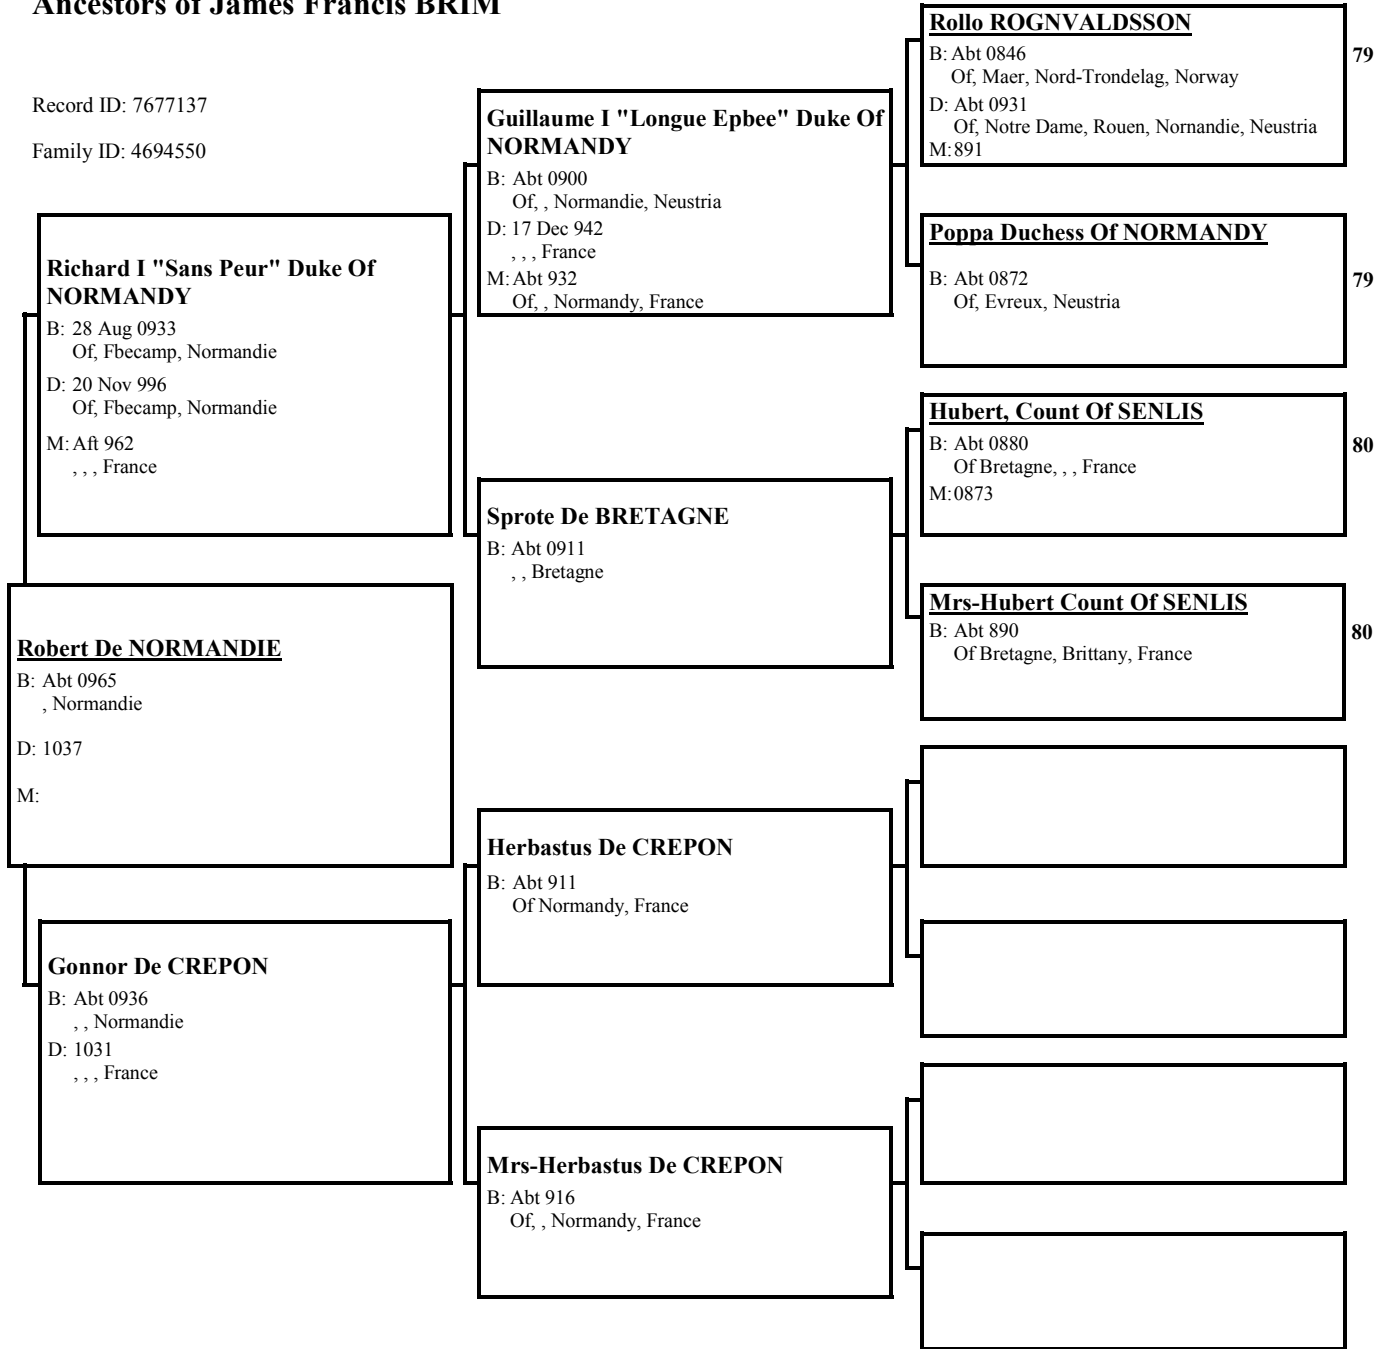 Ancestors of James Francis BRIM
Record ID: 7677137
Family ID: 4694550
Richard I "Sans Peur" Duke Of
NORMANDY
B: 28 Aug 0933
Of, Fbecamp, Normandie
D: 20 Nov 996
Of, Fbecamp, Normandie
M: Aft 962
, , , France
Robert De NORMANDIE
B: Abt 0965
, Normandie
D: 1037
M:
Gonnor De CREPON
B: Abt 0936
, , Normandie
D: 1031
, , , France
Guillaume I "Longue Epbee" Duke Of
NORMANDY
B: Abt 0900
Of, , Normandie, Neustria
D: 17 Dec 942
, , , France
M: Abt 932
Of, , Normandy, France
Sprote De BRETAGNE
B: Abt 0911
, , Bretagne
Herbastus De CREPON
B: Abt 911
Of Normandy, France
Mrs-Herbastus De CREPON
B: Abt 916
Of, , Normandy, France
Rollo ROGNVALDSSON
B: Abt 0846
Of, Maer, Nord-Trondelag, Norway
D: Abt 0931
Of, Notre Dame, Rouen, Nornandie, Neustria
M: 891
79
Poppa Duchess Of NORMANDY
B: Abt 0872
Of, Evreux, Neustria
79
Hubert, Count Of SENLIS
B: Abt 0880
Of Bretagne, , , France
M: 0873
80
Mrs-Hubert Count Of SENLIS
B: Abt 890
Of Bretagne, Brittany, France
80